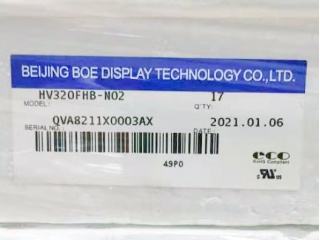 BEIJING BOE DISPLAY TECHNOLOGY CO.,LTD.
HV320FHB-N02 17
MODEL: Q'TY:
QVA8211X0003AX 2021.01.06
SERIAL NO.: DATE
49P0
eco
RoHS Compliant